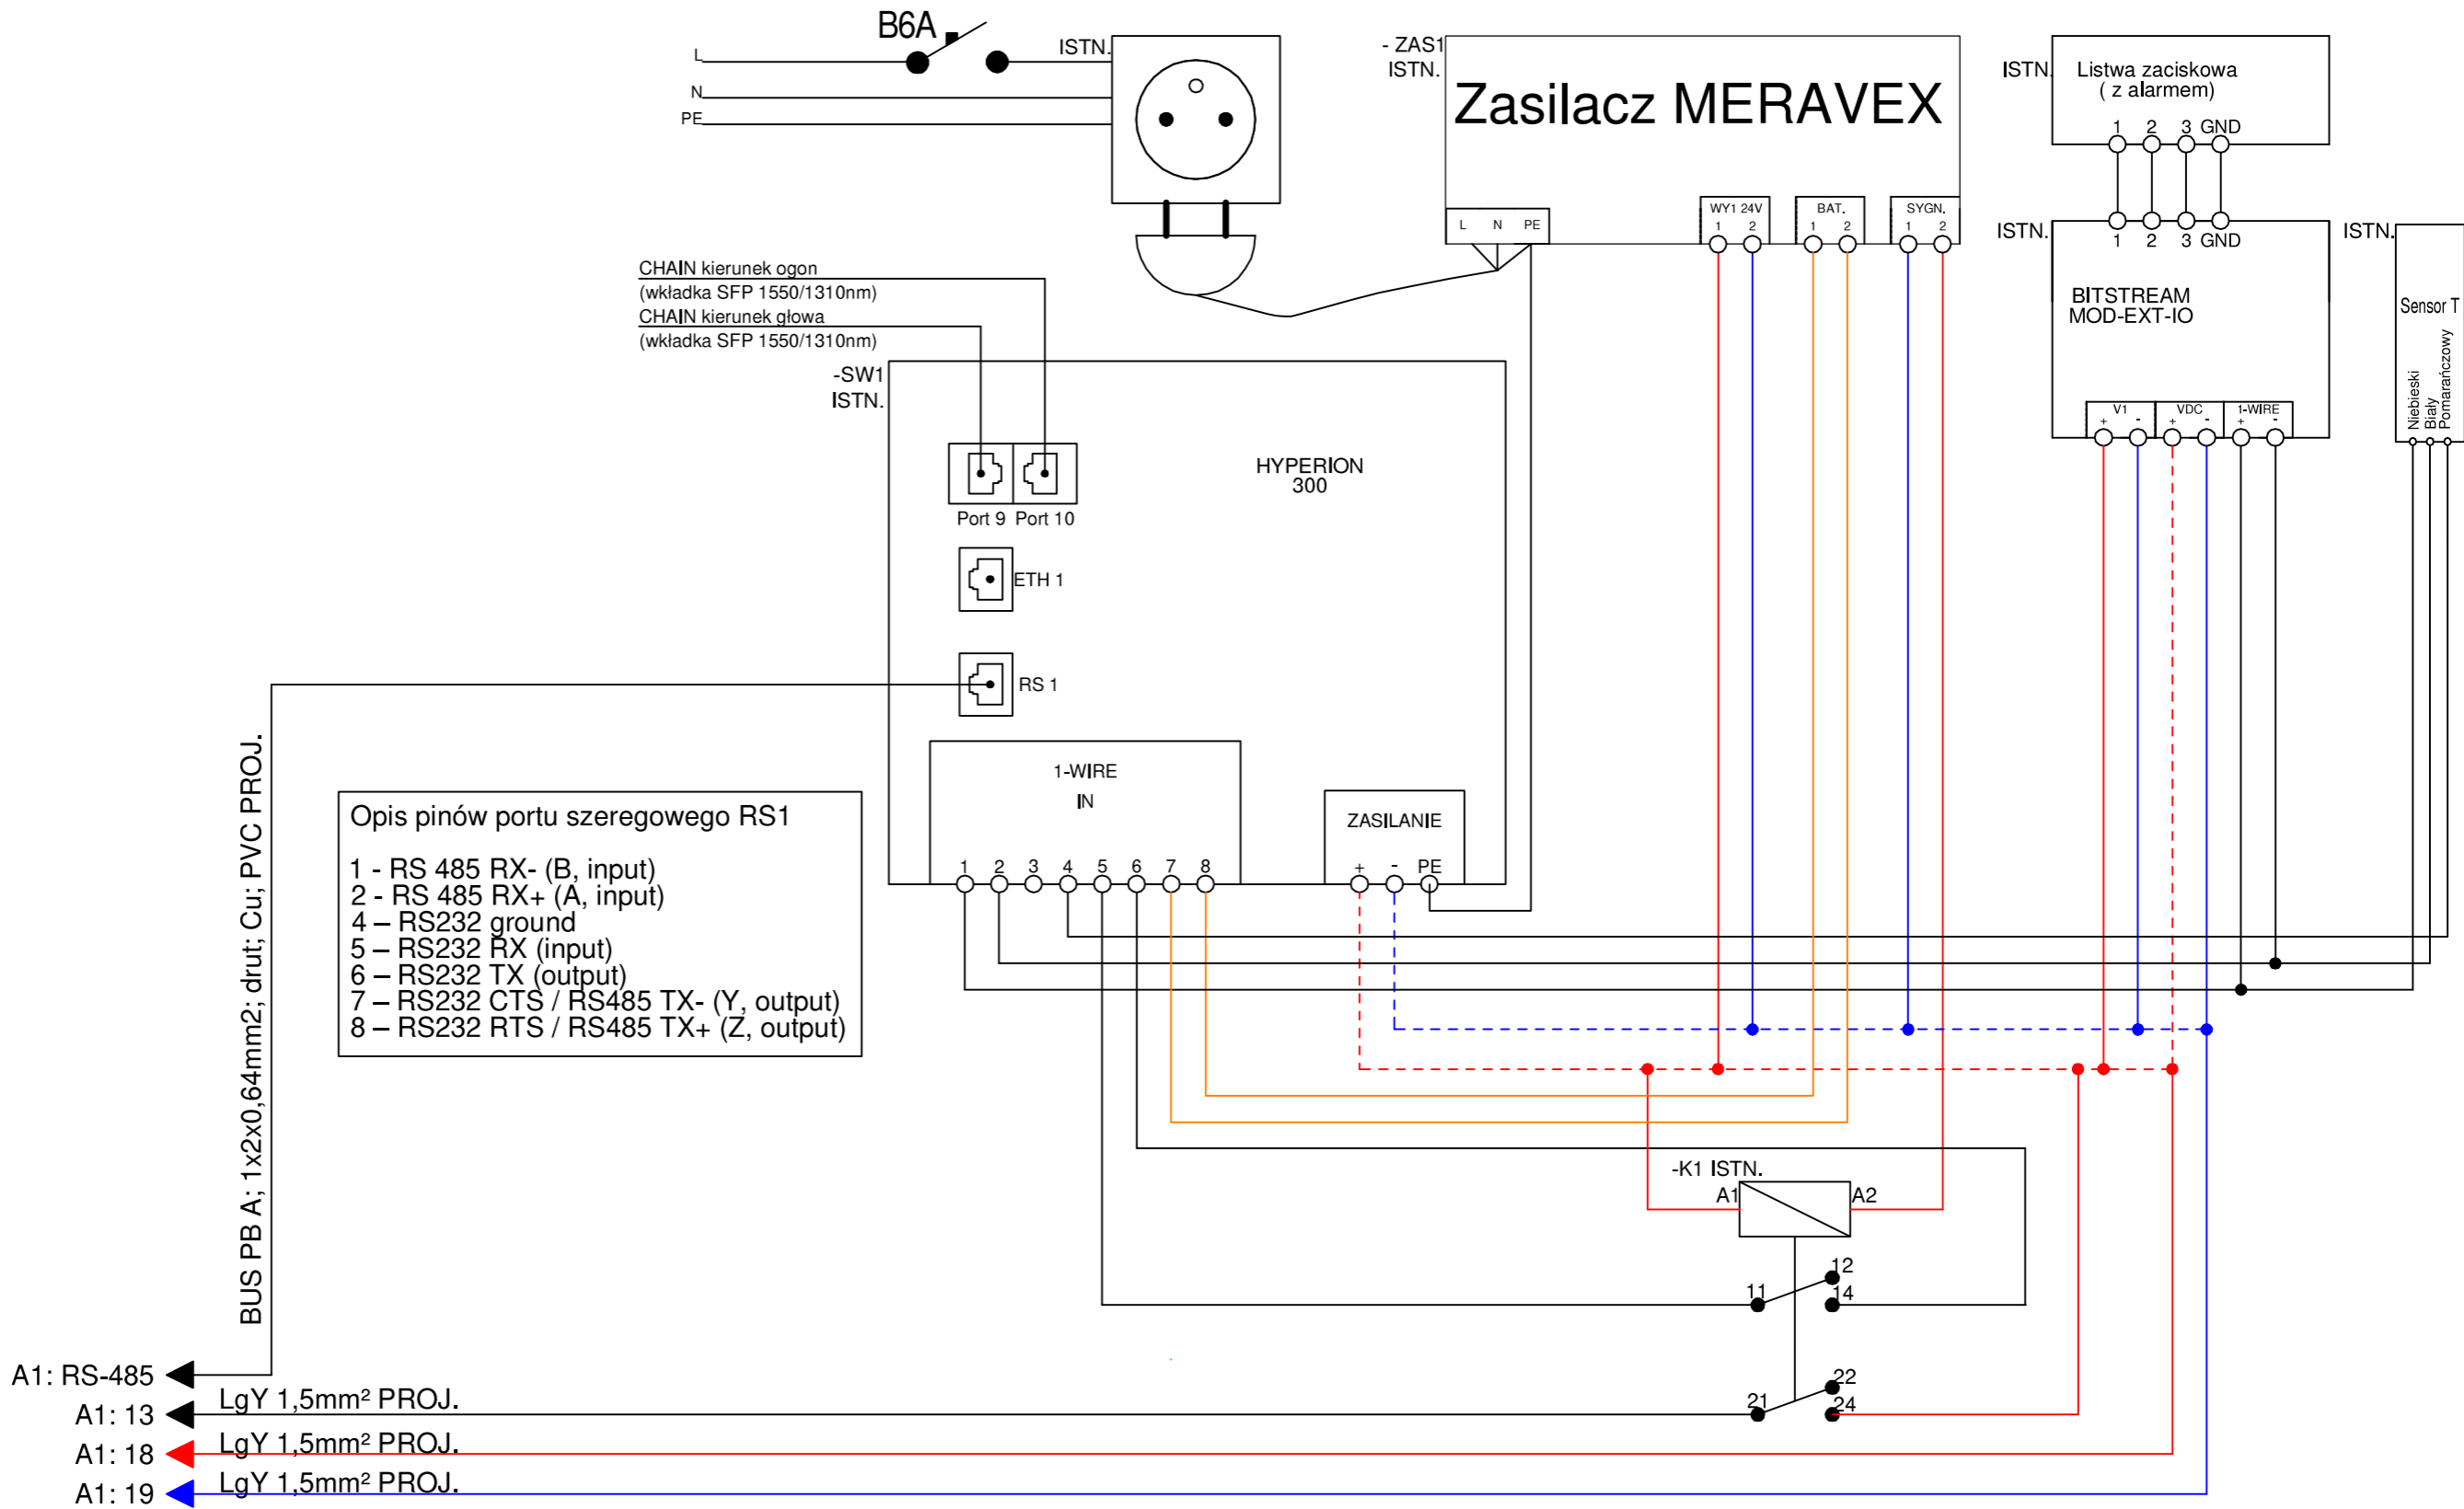 B6A
L
N
PE
ISTN.
- ZAS1
ISTN.
Zasilacz MERAVEX
L N PE
WY1 24V
1 2
BAT.
1 2
SYGN.
1 2
ISTN.
Listwa zaciskowa
( z alarmem)
1 2 3 GND
ISTN.
1 2 3 GND
BITSTREAM
MOD-EXT-IO
V1
+ -
VDC
+ -
1-WIRE
+ -
ISTN.
Sensor T
Niebieski
Biały
Pomarańczowy
CHAIN kierunek ogon
(wkładka SFP 1550/1310nm)
CHAIN kierunek głowa
(wkładka SFP 1550/1310nm)
-SW1
ISTN.
HYPERION
300
Port 9 Port 10
ETH 1
RS 1
1-WIRE
IN
1 2 3 4 5 6 7 8
ZASILANIE
+ - PE
BUS PB A; 1x2x0,64mm2; drut; Cu; PVC PROJ.
Opis pinów portu szeregowego RS1
1 - RS 485 RX- (B, input)
2 - RS 485 RX+ (A, input)
4 – RS232 ground
5 – RS232 RX (input)
6 – RS232 TX (output)
7 – RS232 CTS / RS485 TX- (Y, output)
8 – RS232 RTS / RS485 TX+ (Z, output)
-K1 ISTN.
A1 A2
12
11 14
22
21 24
A1: RS-485
A1: 13 LgY 1,5mm² PROJ.
A1: 18 LgY 1,5mm² PROJ.
A1: 19 LgY 1,5mm² PROJ.